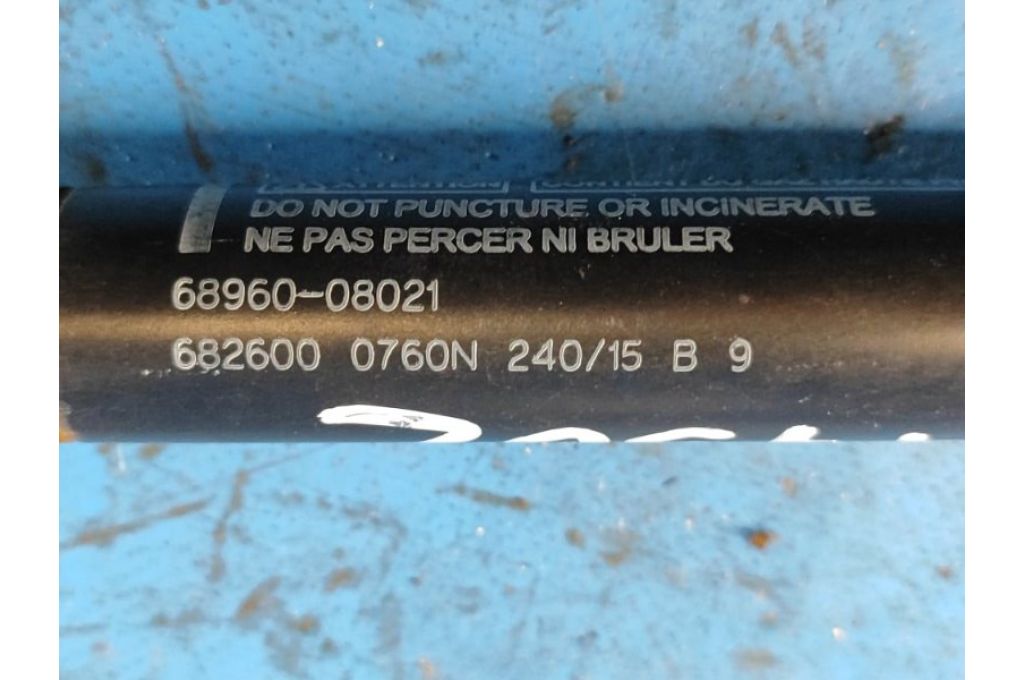 DO NOT PUNCTURE OR INCINERATE
NE PAS PERCER NI BRULER
68960-08021
682600 0760N 240/15 B 9